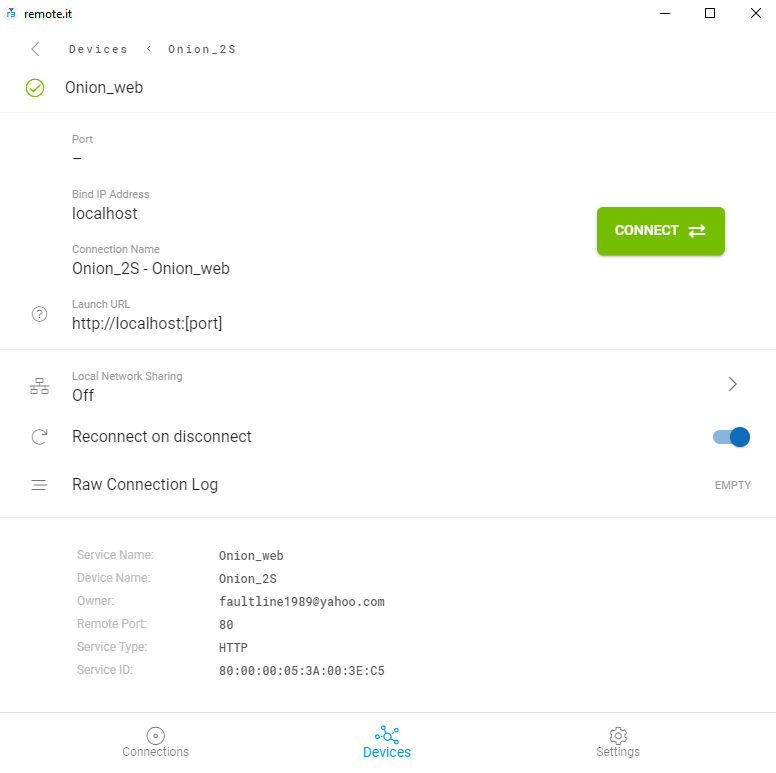 remote.it
Devices < Onion_2S
Onion_web
Port
–
Bind IP Address
localhost
CONNECT
Connection Name
Onion_2S - Onion_web
Launch URL
http://localhost:[port]
Local Network Sharing
Off
Reconnect on disconnect
Raw Connection Log EMPTY
Service Name: Onion_web
Device Name: Onion_2S
Owner: faultline1989@yahoo.com
Remote Port: 80
Service Type: HTTP
Service ID: 80:00:00:05:3A:00:3E:C5
Connections Devices Settings